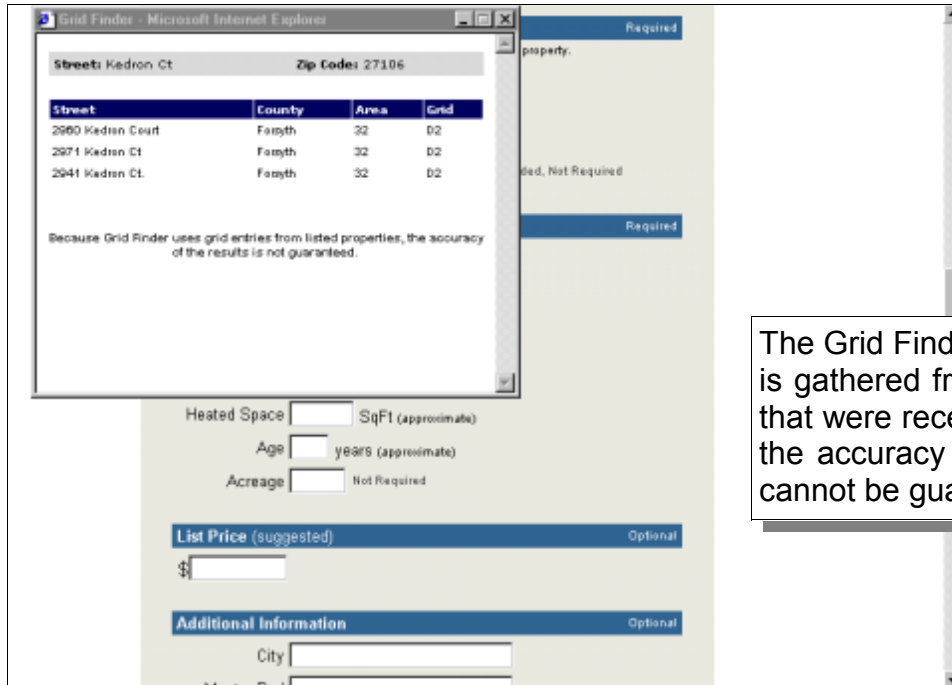 Grid Finder - Microsoft Internet Explorer
Street: Kedron Ct Zip Code: 27106
Street County Area Grid
2960 Kedron Court Forsyth 32 D2
2971 Kedron Ct Forsyth 32 D2
2941 Kedron Ct. Forsyth 32 D2
Because Grid Finder uses grid entries from listed properties, the accuracy
of the results is not guaranteed.
Required
property.
ded, Not Required
Required
Heated Space SqFt (approximate)
Age years (approximate)
Acreage Not Required
List Price (suggested) Optional
$
Additional Information Optional
City
The Grid Find
is gathered fr
that were rece
the accuracy
cannot be gua